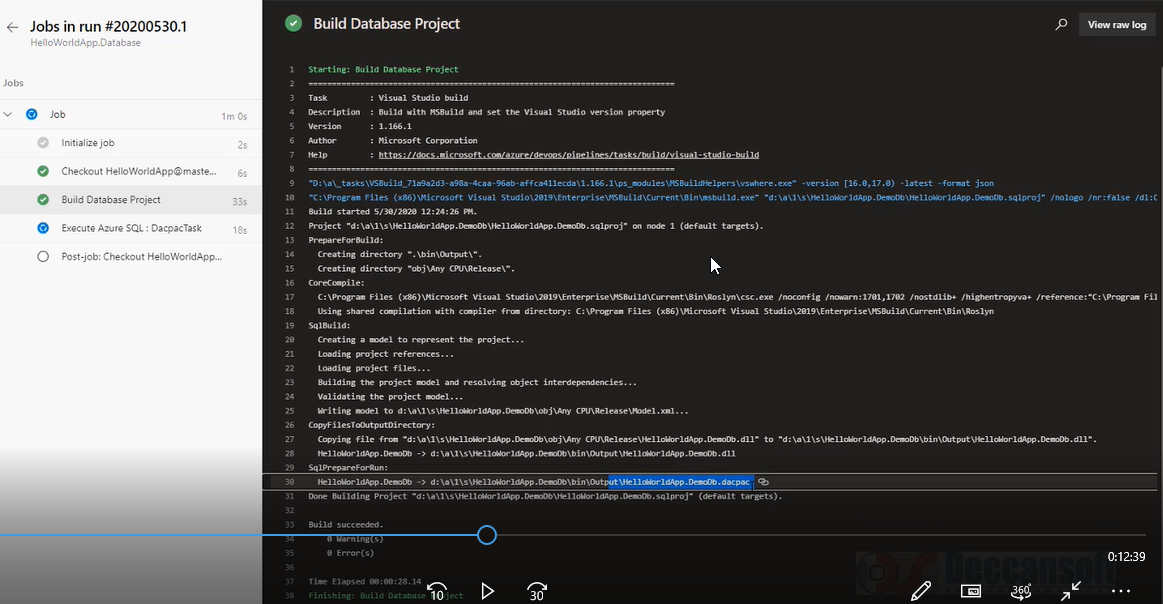 Jobs in run #20200530.1
HelloWorldApp.Database
Jobs
Job
1m 0s
Initialize job
2s
Checkout HelloWorldApp@maste...
6s
Build Database Project
33s
Execute Azure SQL : DacpacTask
18s
Post-job: Checkout HelloWorldApp...
Build Database Project
View raw log
1 Starting: Build Database Project
2 ==============================================================================
3 Task         : Visual Studio build
4 Description  : Build with MSBuild and set the Visual Studio version property
5 Version      : 1.166.1
6 Author       : Microsoft Corporation
7 Help         : https://docs.microsoft.com/azure/devops/pipelines/tasks/build/visual-studio-build
8 ==============================================================================
9 "D:\a\_tasks\VSBuild_71a9a2d3-a98a-4caa-96ab-affca411ecda\1.166.1\ps_modules\MSBuildHelpers\vswhere.exe" -version [16.0,17.0) -latest -format json
10 "C:\Program Files (x86)\Microsoft Visual Studio\2019\Enterprise\MSBuild\Current\Bin\msbuild.exe" "d:\a\1\s\HelloWorldApp.DemoDb\HelloWorldApp.DemoDb.sqlproj" /nologo /nr:false /dl:C
11 Build started 5/30/2020 12:24:26 PM.
12 Project "d:\a\1\s\HelloWorldApp.DemoDb\HelloWorldApp.DemoDb.sqlproj" on node 1 (default targets).
13 PrepareForBuild:
14   Creating directory ".\bin\Output\".
15   Creating directory "obj\Any CPU\Release\".
16 CoreCompile:
17   C:\Program Files (x86)\Microsoft Visual Studio\2019\Enterprise\MSBuild\Current\Bin\Roslyn\csc.exe /noconfig /nowarn:1701,1702 /nostdlib+ /highentropyva+ /reference:"C:\Program Fil
18   Using shared compilation with compiler from directory: C:\Program Files (x86)\Microsoft Visual Studio\2019\Enterprise\MSBuild\Current\Bin\Roslyn
19 SqlBuild:
20   Creating a model to represent the project...
21   Loading project references...
22   Loading project files...
23   Building the project model and resolving object interdependencies...
24   Validating the project model...
25   Writing model to d:\a\1\s\HelloWorldApp.DemoDb\obj\Any CPU\Release\Model.xml...
26 CopyFilesToOutputDirectory:
27   Copying file from "d:\a\1\s\HelloWorldApp.DemoDb\obj\Any CPU\Release\HelloWorldApp.DemoDb.dll" to "d:\a\1\s\HelloWorldApp.DemoDb\bin\Output\HelloWorldApp.DemoDb.dll".
28   HelloWorldApp.DemoDb -> d:\a\1\s\HelloWorldApp.DemoDb\bin\Output\HelloWorldApp.DemoDb.dll
29 SqlPrepareForRun:
30   HelloWorldApp.DemoDb -> d:\a\1\s\HelloWorldApp.DemoDb\bin\Output\HelloWorldApp.DemoDb.dacpac
31 Done Building Project "d:\a\1\s\HelloWorldApp.DemoDb\HelloWorldApp.DemoDb.sqlproj" (default targets).
32
33 Build succeeded.
34     0 Warning(s)
35     0 Error(s)
36
37 Time Elapsed 00:00:28.14
38 Finishing: Build Database Project
0:12:39
Deccansoft
10
30
360°